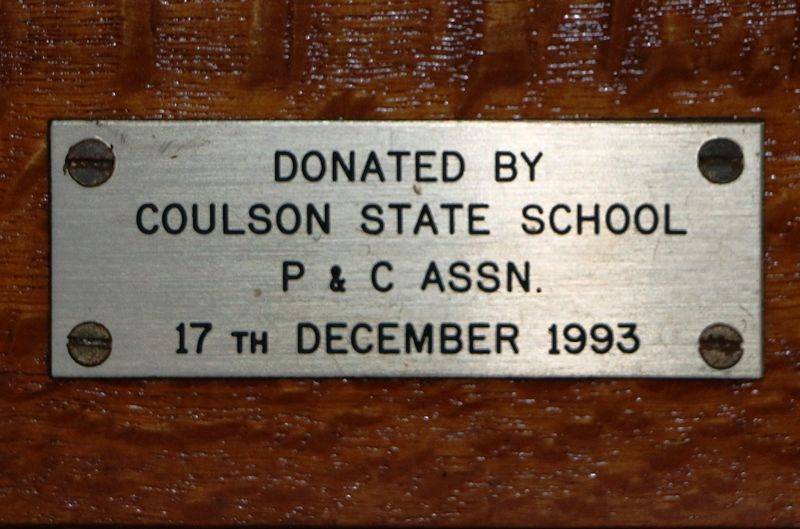 DONATED BY
COULSON STATE SCHOOL
P & C ASSN.
17 TH DECEMBER 1993